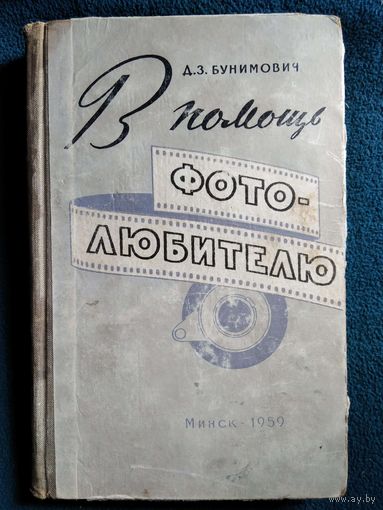 Д.З. БУНИМОВИЧ
В помощь
ФОТО-
ЛЮБИТЕЛЮ
МИНСК - 1959
www.ay.by